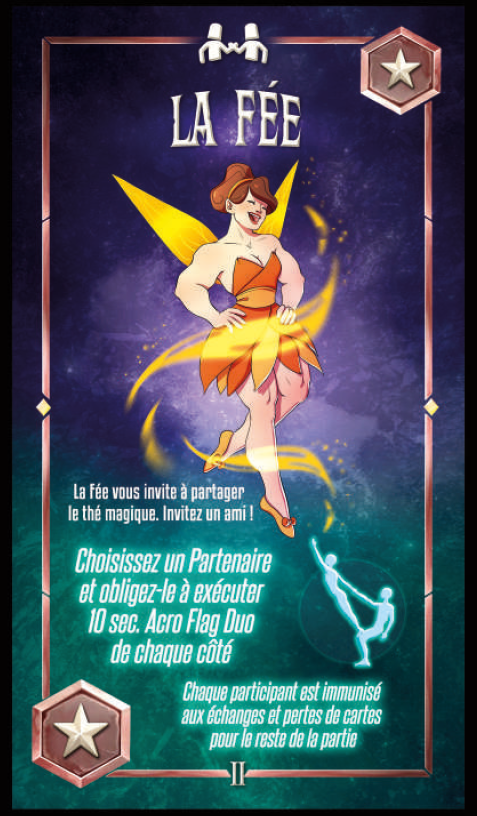 LA FÉE
La Fée vous invite à partager
le thé magique. Invitez un ami !
Choisissez un Partenaire
et obligez-le à exécuter
10 sec. Acro Flag Duo
de chaque côté
Chaque participant est immunisé
aux échanges et pertes de cartes
pour le reste de la partie
II